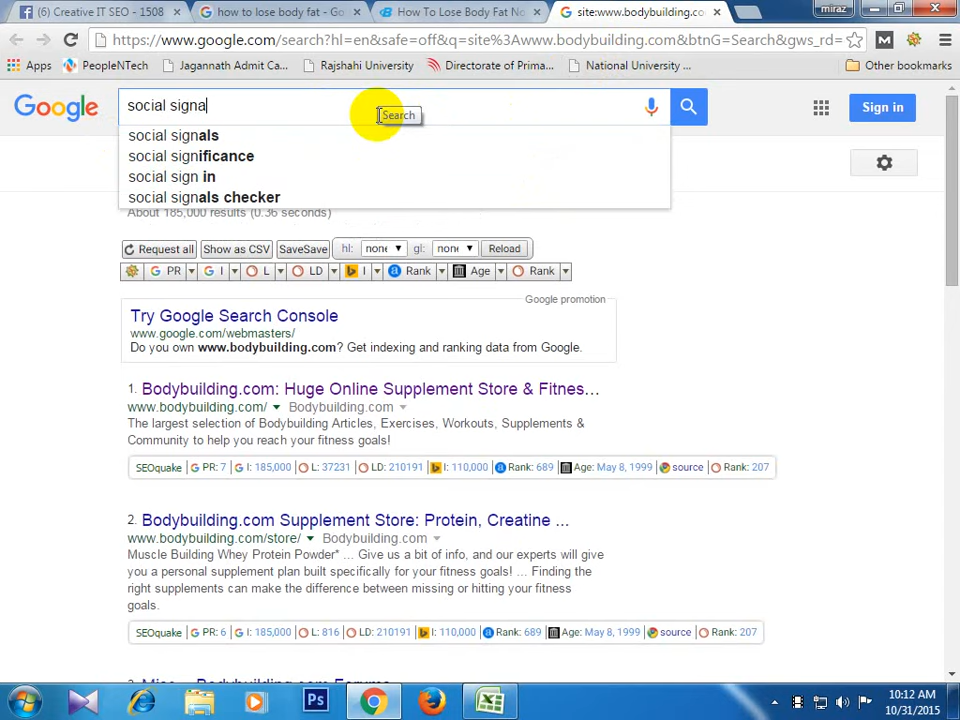 (6) Creative IT SEO - 15
how to lose body fat - Go
How To Lose Body Fat No
site:www.bodybuilding.co
miraz
https://www.google.com/search?hl=en&safe=off&q=site%3Awww.bodybuilding.com&btnG=Search&gws_rd=
Apps
PeopleNTech
Jagannath Admit Ca...
Rajshahi University
Directorate of Prima...
National University ...
Other bookmarks
Google
social signa
Search
Sign in
social signals
social significance
social sign in
social signals checker
About 185,000 results (0.36 seconds)
Request all
Show as CSV
SaveSave
hl:
none
gl:
none
Reload
PR
I
L
LD
I
Rank
Age
Rank
Google promotion
Try Google Search Console
www.google.com/webmasters/
Do you own www.bodybuilding.com? Get indexing and ranking data from Google.
1. Bodybuilding.com: Huge Online Supplement Store & Fitnes...
www.bodybuilding.com/ Bodybuilding.com
The largest selection of Bodybuilding Articles, Exercises, Workouts, Supplements &
Community to help you reach your fitness goals!
SEOquake PR: 7 I: 185,000 L: 37231 LD: 210191 I: 110,000 Rank: 689 Age: May 8, 1999 source Rank: 207
2. Bodybuilding.com Supplement Store: Protein, Creatine ...
www.bodybuilding.com/store/ Bodybuilding.com
Muscle Building Whey Protein Powder* ... Give us a bit of info, and our experts will give
you a personal supplement plan built specifically for your fitness goals! ... Finding the
right supplements can make the difference between missing or hitting your fitness
goals.
SEOquake PR: 6 I: 185,000 L: 816 LD: 210191 I: 110,000 Rank: 689 Age: May 8, 1999 source Rank: 207
Ps
10:12 AM
10/31/2015